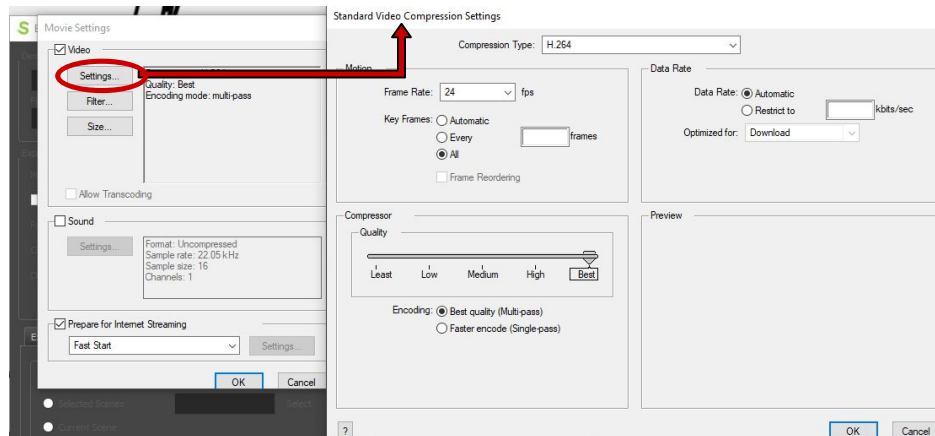 Standard Video Compression Settings
S
Movie Settings
Video
Settings...
Quality: Best
Encoding mode: multi-pass
Filter...
Size...
Allow Transcoding
Sound
Settings...
Format: Uncompressed
Sample rate: 22.05 kHz
Sample size: 16
Channels: 1
Prepare for Internet Streaming
Fast Start
Settings...
OK Cancel
Selected Scenes Select
Current Scene
Compression Type: H.264
Motion
Frame Rate: 24 fps
Key Frames: Automatic
Every frames
All
Frame Reordering
Data Rate
Data Rate: Automatic
Restrict to kbits/sec
Optimized for: Download
Compressor
Quality
Least Low Medium High Best
Encoding: Best quality (Multi-pass)
Faster encode (Single-pass)
Preview
? OK Cancel